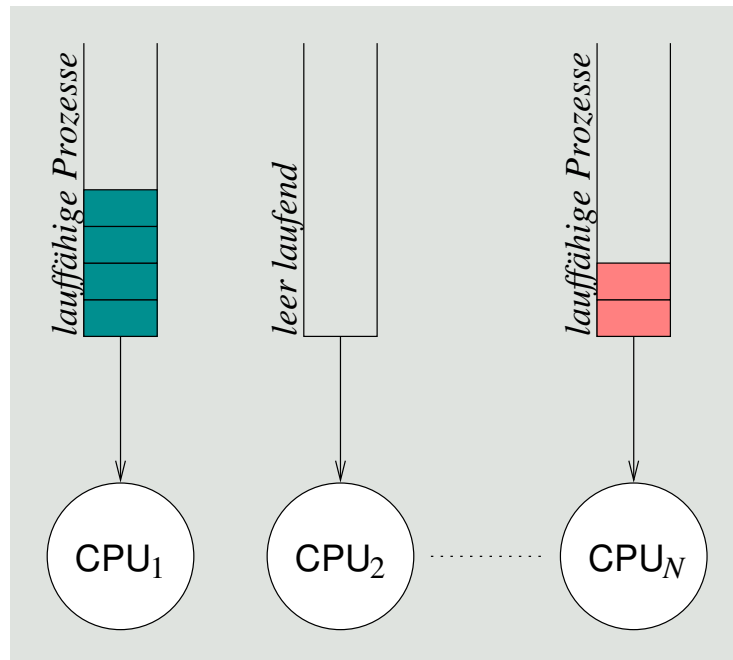 lauffähige Prozesse
leer laufend
lauffähige Prozesse
CPU1
CPU2
CPUN